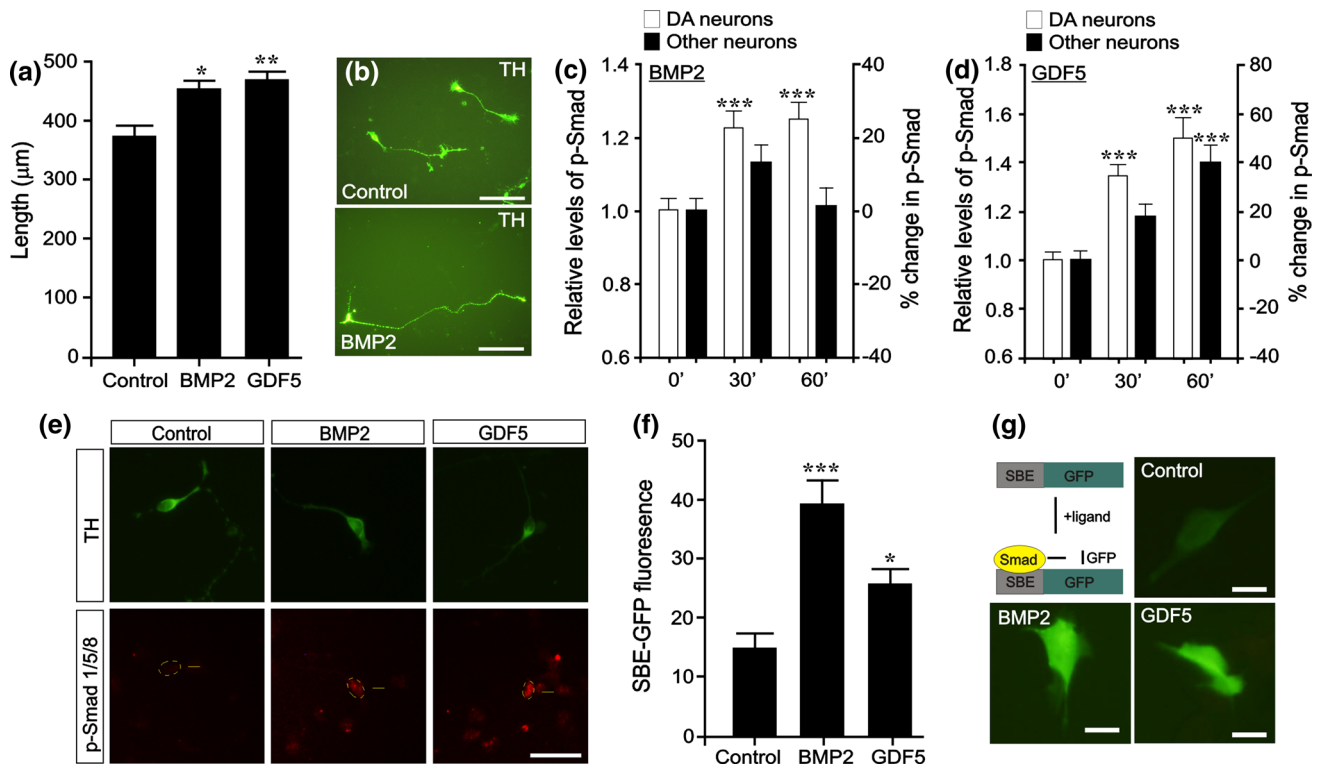 (a)
500
400
300
200
100
0
Length (μm)
*
**
Control BMP2 GDF5
(b)
TH
Control
TH
BMP2
DA neurons
Other neurons
(c)
BMP2
1.4
1.2
1.0
0.8
0.6
Relative levels of p-Smad
***
***
40
20
0
-20
-40
% change in p-Smad
0' 30' 60'
DA neurons
Other neurons
(d)
GDF5
1.8
1.6
1.4
1.2
1.0
0.8
0.6
Relative levels of p-Smad
***
***
***
80
60
40
20
0
-20
-40
% change in p-Smad
0' 30' 60'
(e)
Control BMP2 GDF5
TH
p-Smad 1/5/8
(f)
50
40
30
20
10
0
SBE-GFP fluoresence
***
*
Control BMP2 GDF5
(g)
SBE GFP
+ligand
Smad
GFP
SBE GFP
Control
BMP2
GDF5